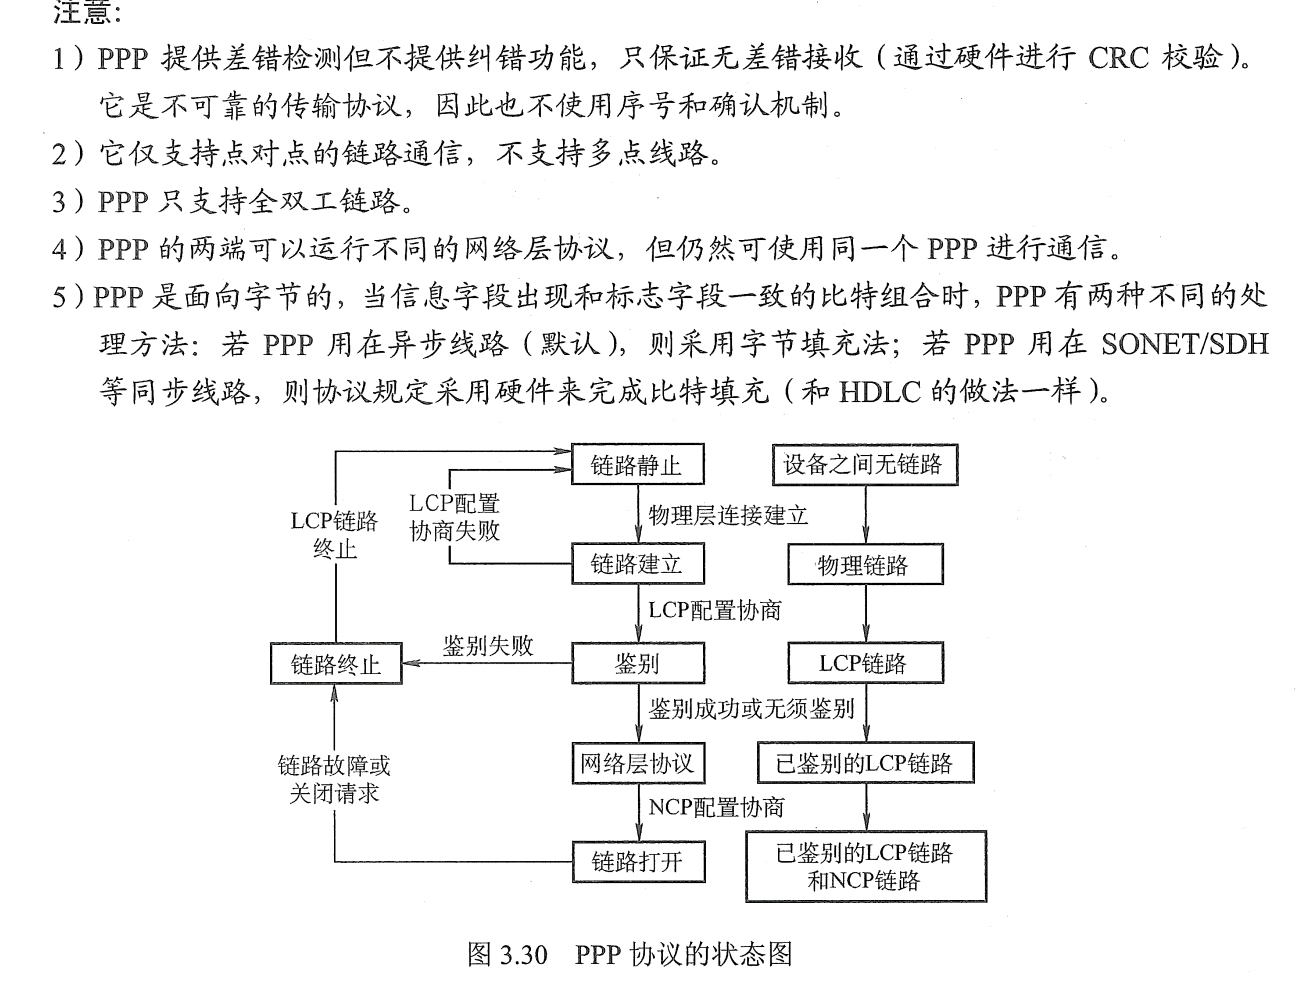 注意：
1）PPP 提供差错检测但不提供纠错功能，只保证无差错接收（通过硬件进行 CRC 校验）。
它是不可靠的传输协议，因此也不使用序号和确认机制。
2）它仅支持点对点的链路通信，不支持多点线路。
3）PPP 只支持全双工链路。
4）PPP 的两端可以运行不同的网络层协议，但仍然可使用同一个 PPP 进行通信。
5）PPP 是面向字节的，当信息字段出现和标志字段一致的比特组合时，PPP 有两种不同的处
理方法：若 PPP 用在异步线路（默认），则采用字节填充法；若 PPP 用在 SONET/SDH
等同步线路，则协议规定采用硬件来完成比特填充（和 HDLC 的做法一样）。
链路静止
设备之间无链路
LCP配置
协商失败
LCP链路
终止
物理层连接建立
链路建立
物理链路
LCP配置协商
鉴别失败
链路终止
鉴别
LCP链路
鉴别成功或无须鉴别
网络层协议
已鉴别的LCP链路
链路故障或
关闭请求
NCP配置协商
链路打开
已鉴别的LCP链路
和NCP链路
图 3.30 PPP 协议的状态图